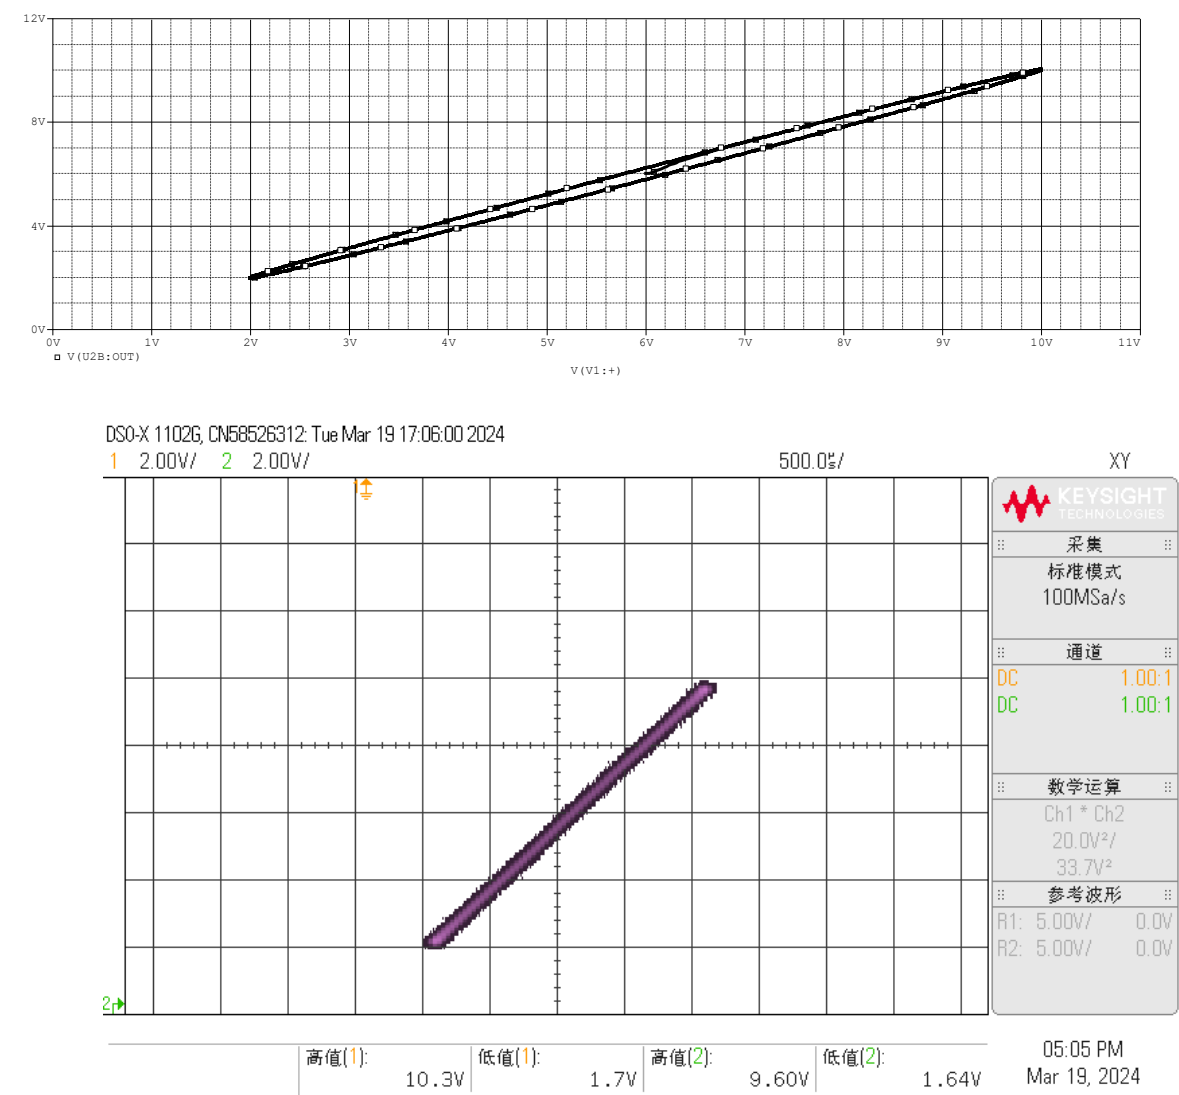 12V
8V
4V
0V
0V 1V 2V 3V 4V 5V 6V 7V 8V 9V 10V 11V
V(U2B:OUT)
V(V1:+)
DSO-X 1102G, CN58526312: Tue Mar 19 17:06:00 2024
1 2.00V/ 2 2.00V/ 500.0us/ XY
KEYSIGHT
TECHNOLOGIES
采集
标准模式
100MSa/s
通道
DC 1.00:1
DC 1.00:1
数学运算
Ch1 * Ch2
20.0V²/
33.7V²
参考波形
R1: 5.00V/ 0.0V
R2: 5.00V/ 0.0V
2
高值(1): 低值(1): 高值(2): 低值(2):
10.3V 1.7V 9.60V 1.64V
05:05 PM
Mar 19, 2024